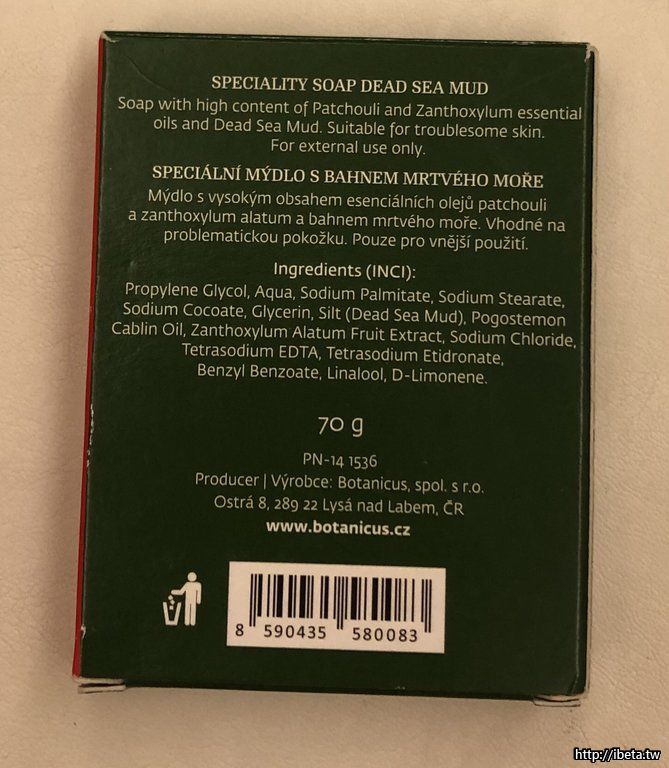 SPECIALITY SOAP DEAD SEA MUD
Soap with high content of Patchouli and Zanthoxylum essential
oils and Dead Sea Mud. Suitable for troublesome skin.
For external use only.
SPECIÁLNÍ MÝDLO S BAHNEM MRTVÉHO MOŘE
Mýdlo s vysokým obsahem esenciálních olejů patchouli
a zanthoxylum alatum a bahnem mrtvého moře. Vhodné na
problematickou pokožku. Pouze pro vnější použití.
Ingredients (INCI):
Propylene Glycol, Aqua, Sodium Palmitate, Sodium Stearate,
Sodium Cocoate, Glycerin, Silt (Dead Sea Mud), Pogostemon
Cablin Oil, Zanthoxylum Alatum Fruit Extract, Sodium Chloride,
Tetrasodium EDTA, Tetrasodium Etidronate,
Benzyl Benzoate, Linalool, D-Limonene.
70 g
PN-14 1536
Producer | Výrobce: Botanicus, spol. s r.o.
Ostrá 8, 289 22 Lysá nad Labem, ČR
www.botanicus.cz
8 590435 580083
http://ibeta.tw